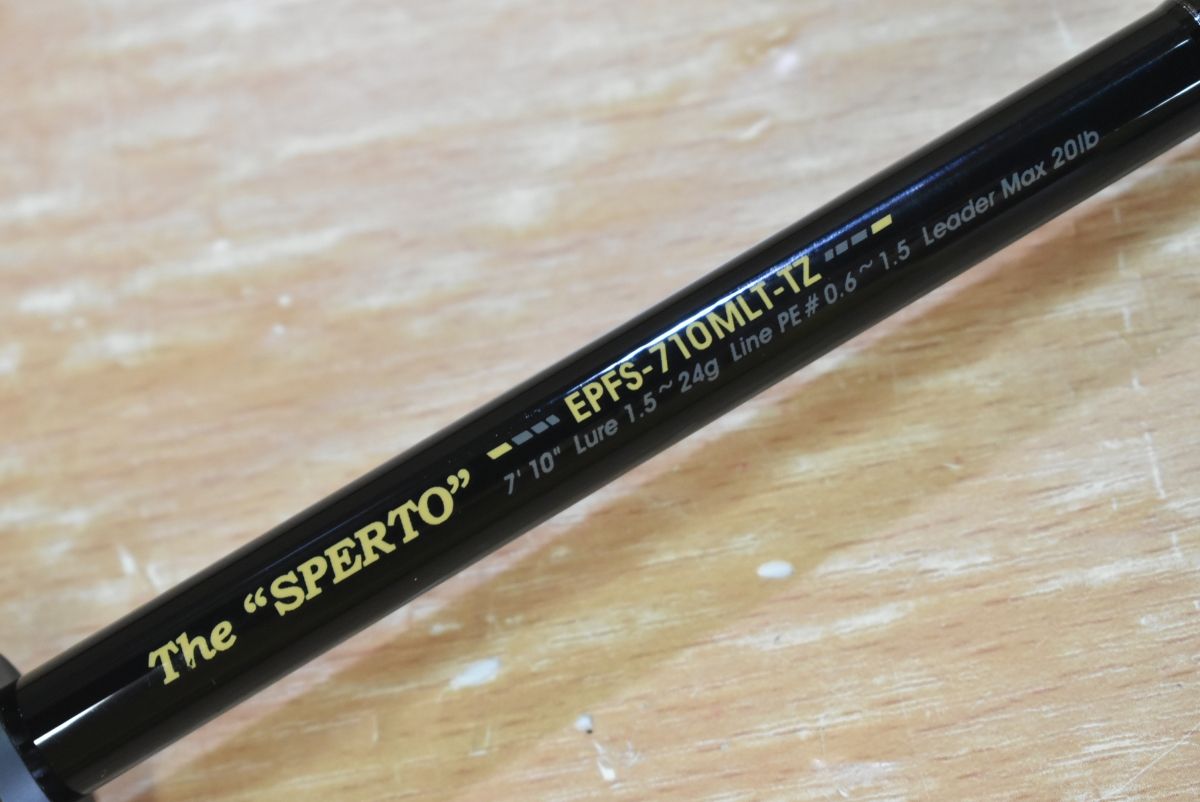 The “SPERTO” EPFS-710MLT-TZ
7' 10" Lure 1.5~24g Line PE#0.6~1.5 Leader Max 20lb